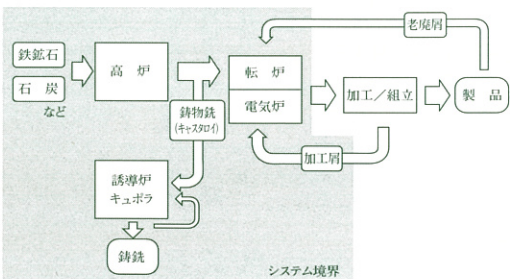 老廃屑
鉄鉱石
石 炭
など
高 炉
転 炉
電気炉
加工／組立
製 品
鋳物銑
(キャスタロイ)
加工屑
誘導炉
キュポラ
鋳銑
システム境界